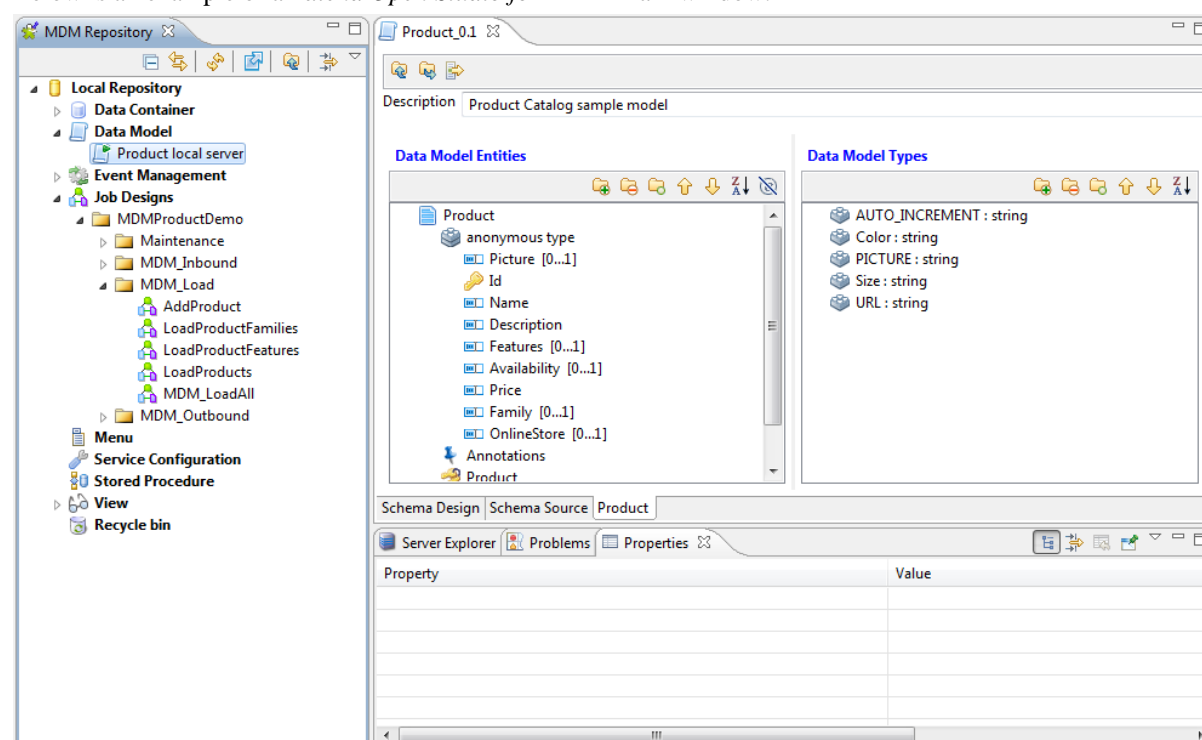 MDM Repository
Local Repository
Data Container
Data Model
Product local server
Event Management
Job Designs
MDMProductDemo
Maintenance
MDM_Inbound
MDM_Load
AddProduct
LoadProductFamilies
LoadProductFeatures
LoadProducts
MDM_LoadAll
MDM_Outbound
Menu
Service Configuration
Stored Procedure
View
Recycle bin
Product_0.1
Description Product Catalog sample model
Data Model Entities
Product
anonymous type
Picture [0...1]
Id
Name
Description
Features [0...1]
Availability [0...1]
Price
Family [0...1]
OnlineStore [0...1]
Annotations
Product
Data Model Types
AUTO_INCREMENT : string
Color : string
PICTURE : string
Size : string
URL : string
Schema Design Schema Source Product
Server Explorer Problems Properties
Property Value